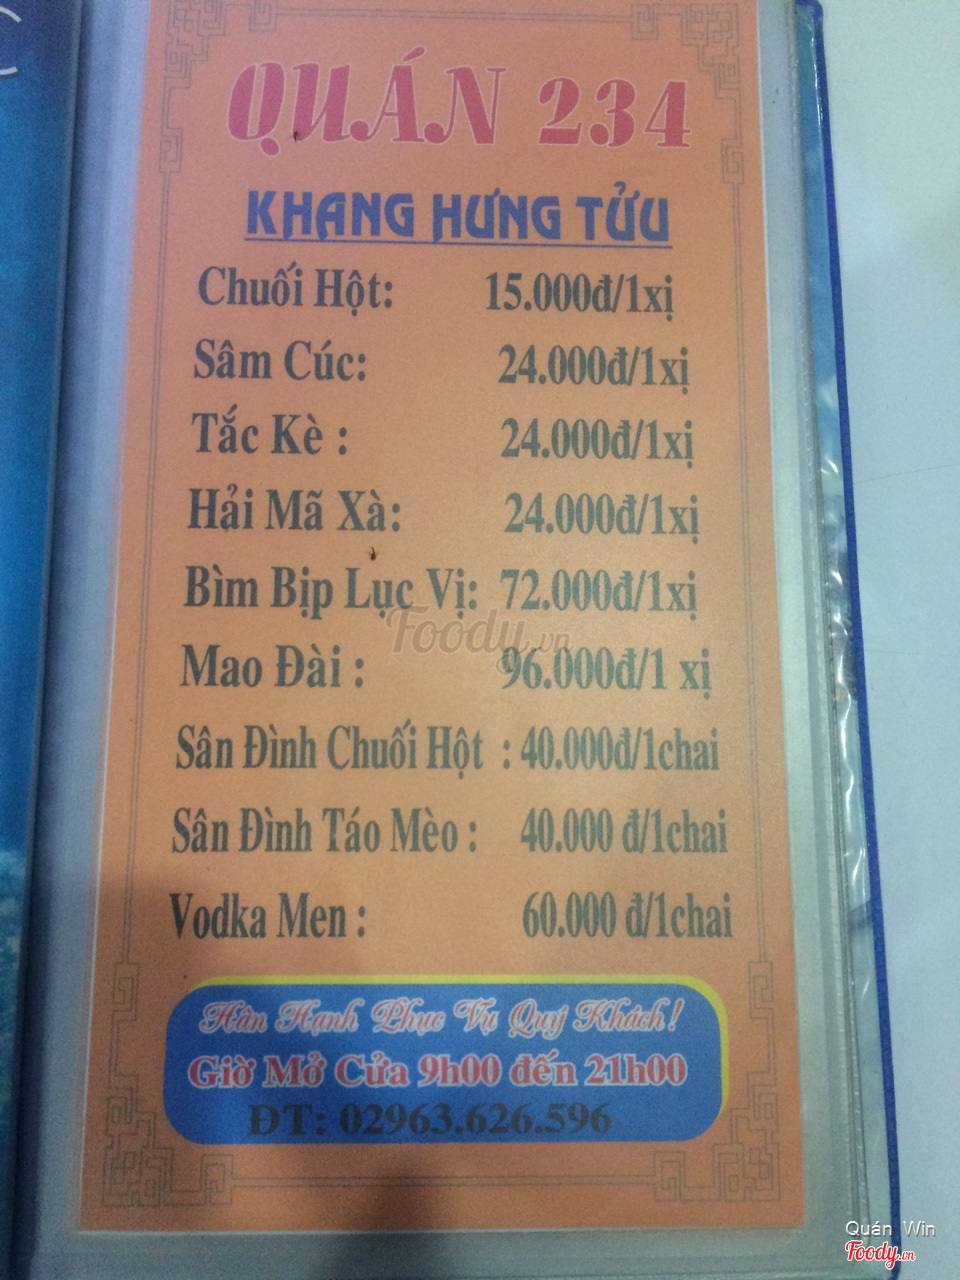 QUÁN 234
KHANG HƯNG TỬU
Chuối Hột: 15.000đ/1xị
Sâm Cúc: 24.000đ/1xị
Tắc Kè : 24.000đ/1xị
Hải Mã Xà: 24.000đ/1xị
Bìm Bịp Lục Vị: 72.000đ/1xị
Foody.vn
Mao Đài : 96.000đ/1 xị
Sân Đình Chuối Hột : 40.000đ/1chai
Sân Đình Táo Mèo : 40.000 đ/1chai
Vodka Men : 60.000 đ/1chai
Hân Hạnh Phục Vụ Quý Khách!
Giờ Mở Cửa 9h00 đến 21h00
ĐT: 02963.626.596
Quán Win
Foody.vn